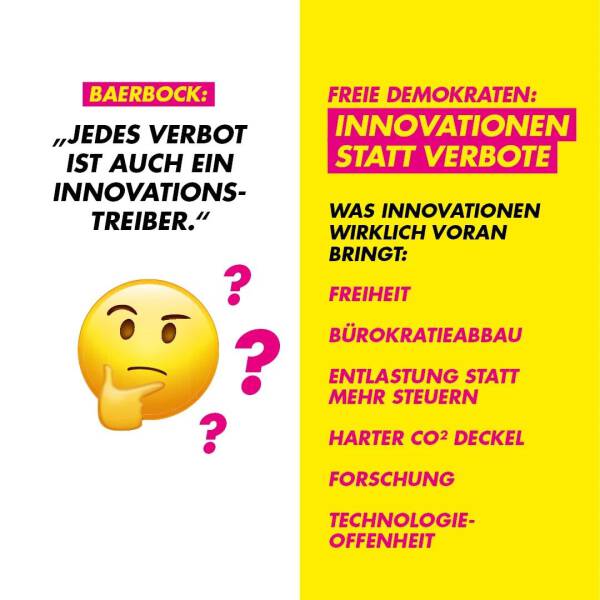 BAERBOCK:
„JEDES VERBOT
IST AUCH EIN
INNOVATIONS-
TREIBER.“
?
?
?
FREIE DEMOKRATEN:
INNOVATIONEN
STATT VERBOTE
WAS INNOVATIONEN
WIRKLICH VORAN
BRINGT:
FREIHEIT
BÜROKRATIEABBAU
ENTLASTUNG STATT
MEHR STEUERN
HARTER CO² DECKEL
FORSCHUNG
TECHNOLOGIE-
OFFENHEIT